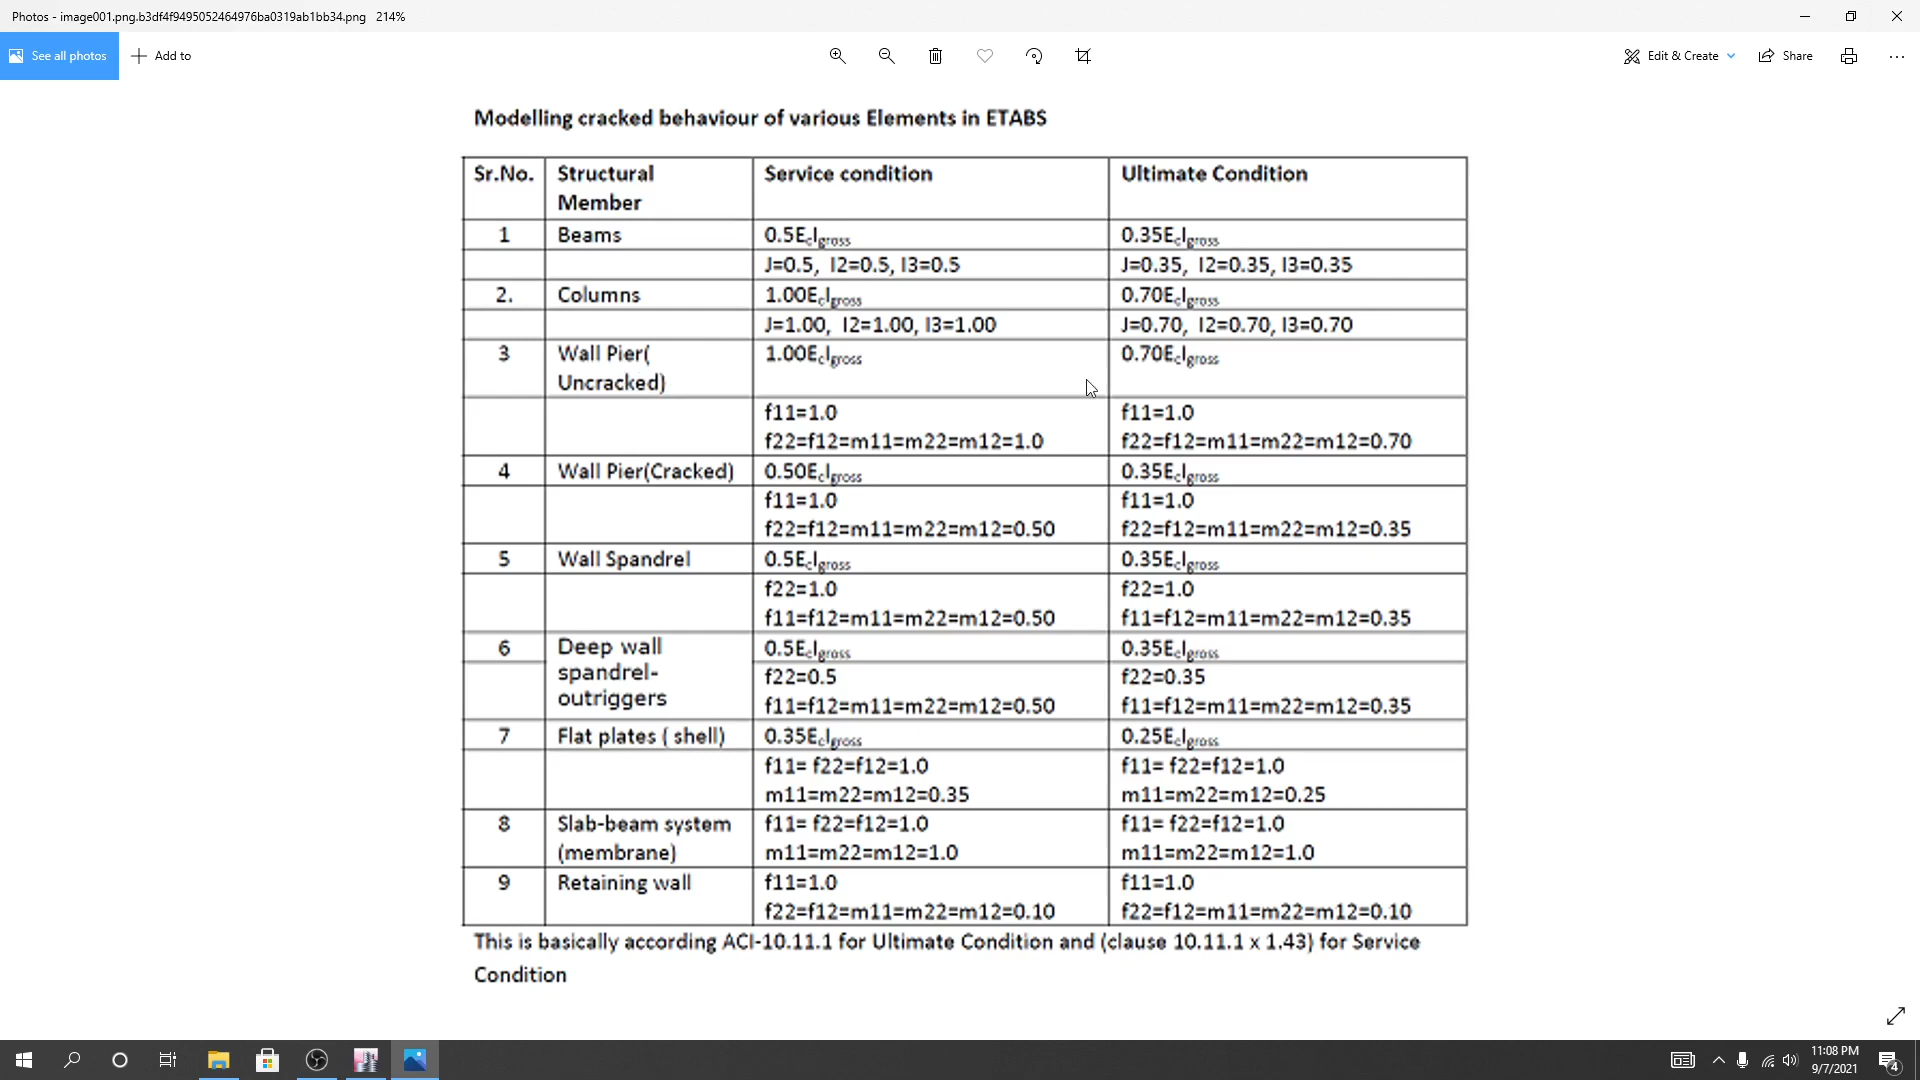 Photos - image001.png.b3df4f9495052464976ba0319ab1bb34.png 214%
See all photos
Add to
Edit & Create
Share
Modelling cracked behaviour of various Elements in ETABS
Sr.No. Structural Member Service condition Ultimate Condition
1 Beams 0.5EcIgross 0.35EcIgross
J=0.5, I2=0.5, I3=0.5 J=0.35, I2=0.35, I3=0.35
2. Columns 1.00EcIgross 0.70EcIgross
J=1.00, I2=1.00, I3=1.00 J=0.70, I2=0.70, I3=0.70
3 Wall Pier( Uncracked) 1.00EcIgross 0.70EcIgross
f11=1.0 f11=1.0
f22=f12=m11=m22=m12=1.0 f22=f12=m11=m22=m12=0.70
4 Wall Pier(Cracked) 0.50EcIgross 0.35EcIgross
f11=1.0 f11=1.0
f22=f12=m11=m22=m12=0.50 f22=f12=m11=m22=m12=0.35
5 Wall Spandrel 0.5EcIgross 0.35EcIgross
f22=1.0 f22=1.0
f11=f12=m11=m22=m12=0.50 f11=f12=m11=m22=m12=0.35
6 Deep wall spandrel- outriggers 0.5EcIgross 0.35EcIgross
f22=0.5 f22=0.35
f11=f12=m11=m22=m12=0.50 f11=f12=m11=m22=m12=0.35
7 Flat plates ( shell) 0.35EcIgross 0.25EcIgross
f11= f22=f12=1.0 f11= f22=f12=1.0
m11=m22=m12=0.35 m11=m22=m12=0.25
8 Slab-beam system f11= f22=f12=1.0 f11= f22=f12=1.0
(membrane) m11=m22=m12=1.0 m11=m22=m12=1.0
9 Retaining wall f11=1.0 f11=1.0
f22=f12=m11=m22=m12=0.10 f22=f12=m11=m22=m12=0.10
This is basically according ACI-10.11.1 for Ultimate Condition and (clause 10.11.1 x 1.43) for Service
Condition
11:08 PM
9/7/2021
4